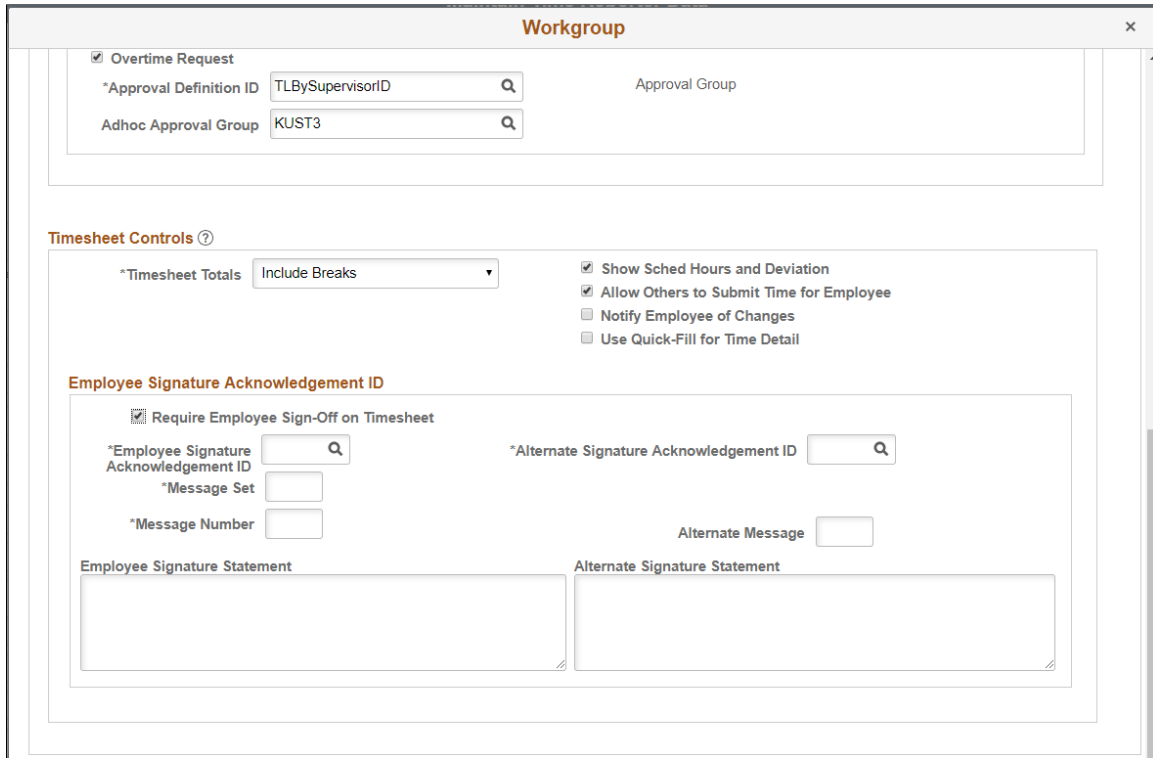 Workgroup
×
Overtime Request
*Approval Definition ID TLBySupervisorID Approval Group
Adhoc Approval Group KUST3
Timesheet Controls ?
*Timesheet Totals Include Breaks
Show Sched Hours and Deviation
Allow Others to Submit Time for Employee
Notify Employee of Changes
Use Quick-Fill for Time Detail
Employee Signature Acknowledgement ID
Require Employee Sign-Off on Timesheet
*Employee Signature
Acknowledgement ID
*Alternate Signature Acknowledgement ID
*Message Set
*Message Number
Alternate Message
Employee Signature Statement
Alternate Signature Statement